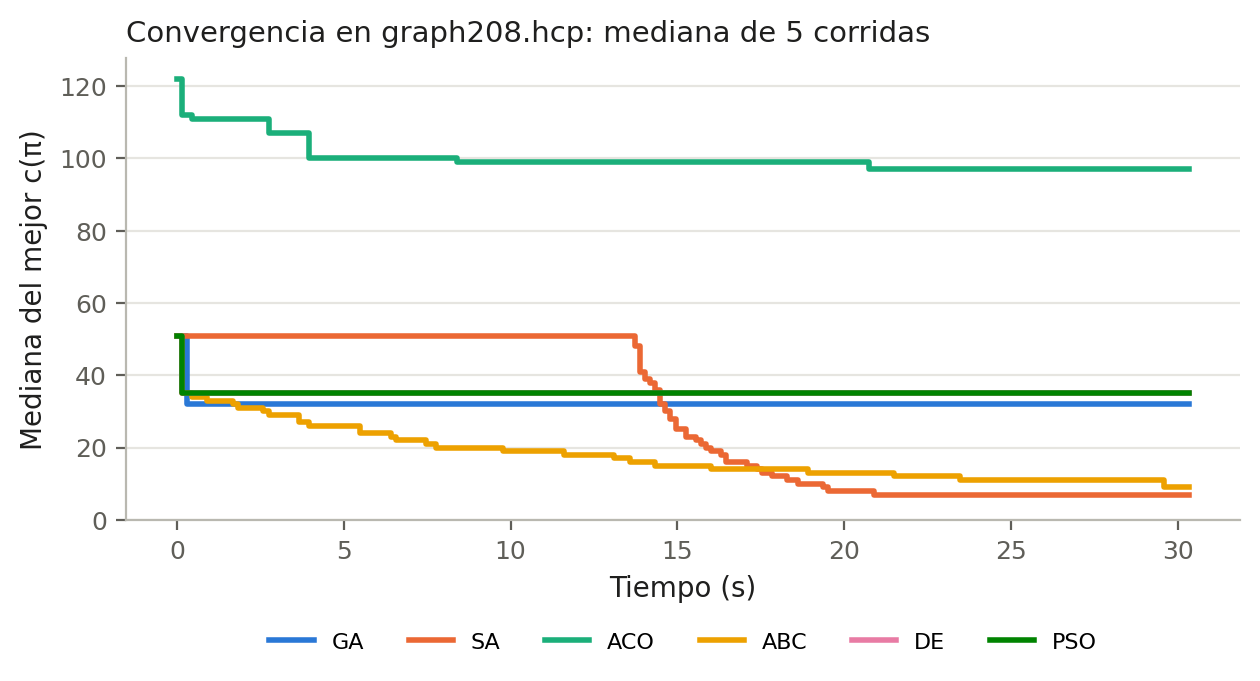 Convergencia en graph208.hcp: mediana de 5 corridas
Mediana del mejor c(π)
120
100
80
60
40
20
0
0 5 10 15 20 25 30
Tiempo (s)
GA SA ACO ABC DE PSO